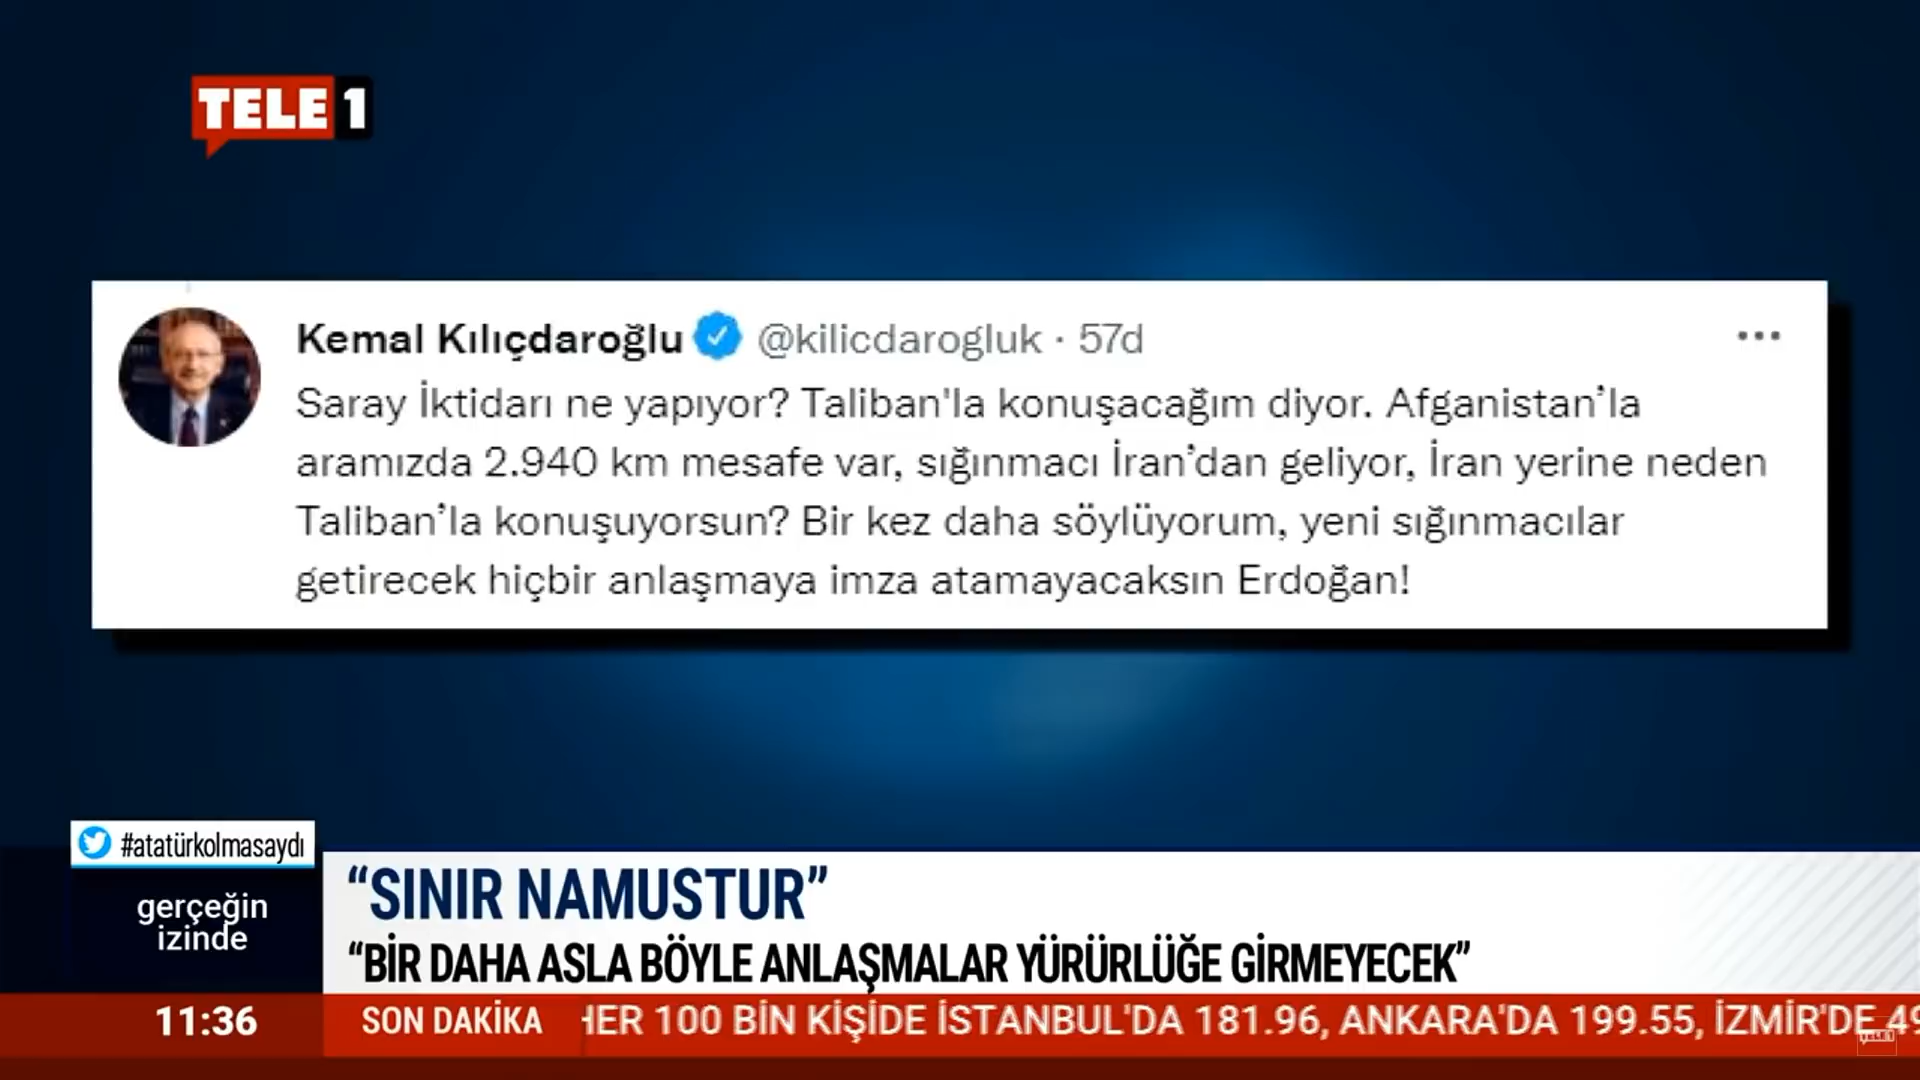 TELE 1
Kemal Kılıçdaroğlu @kilicdarogluk · 57d
Saray İktidarı ne yapıyor? Taliban'la konuşacağım diyor. Afganistan’la
aramızda 2.940 km mesafe var, sığınmacı İran’dan geliyor, İran yerine neden
Taliban’la konuşuyorsun? Bir kez daha söylüyorum, yeni sığınmacılar
getirecek hiçbir anlaşmaya imza atamayacaksın Erdoğan!
#atatürkolmasaydı
gerçeğin
izinde
“SINIR NAMUSTUR”
“BİR DAHA ASLA BÖYLE ANLAŞMALAR YÜRÜRLÜĞE GİRMEYECEK”
11:36
SON DAKİKA
HER 100 BİN KİŞİDE İSTANBUL'DA 181.96, ANKARA'DA 199.55, İZMİR'DE 49
TELE1